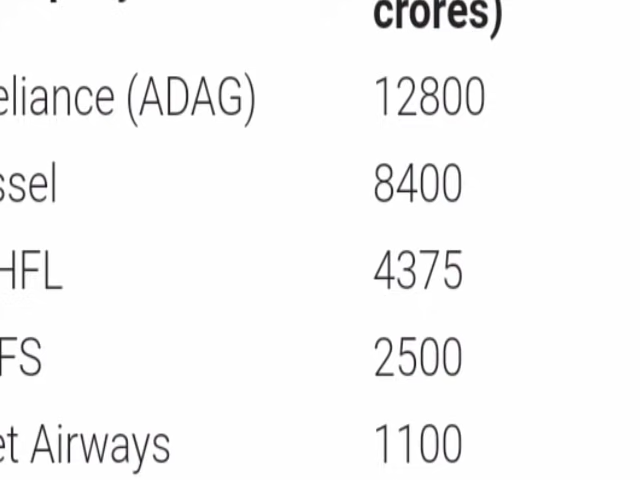 crores)
eliance (ADAG) 12800
ssel 8400
HFL 4375
FS 2500
et Airways 1100